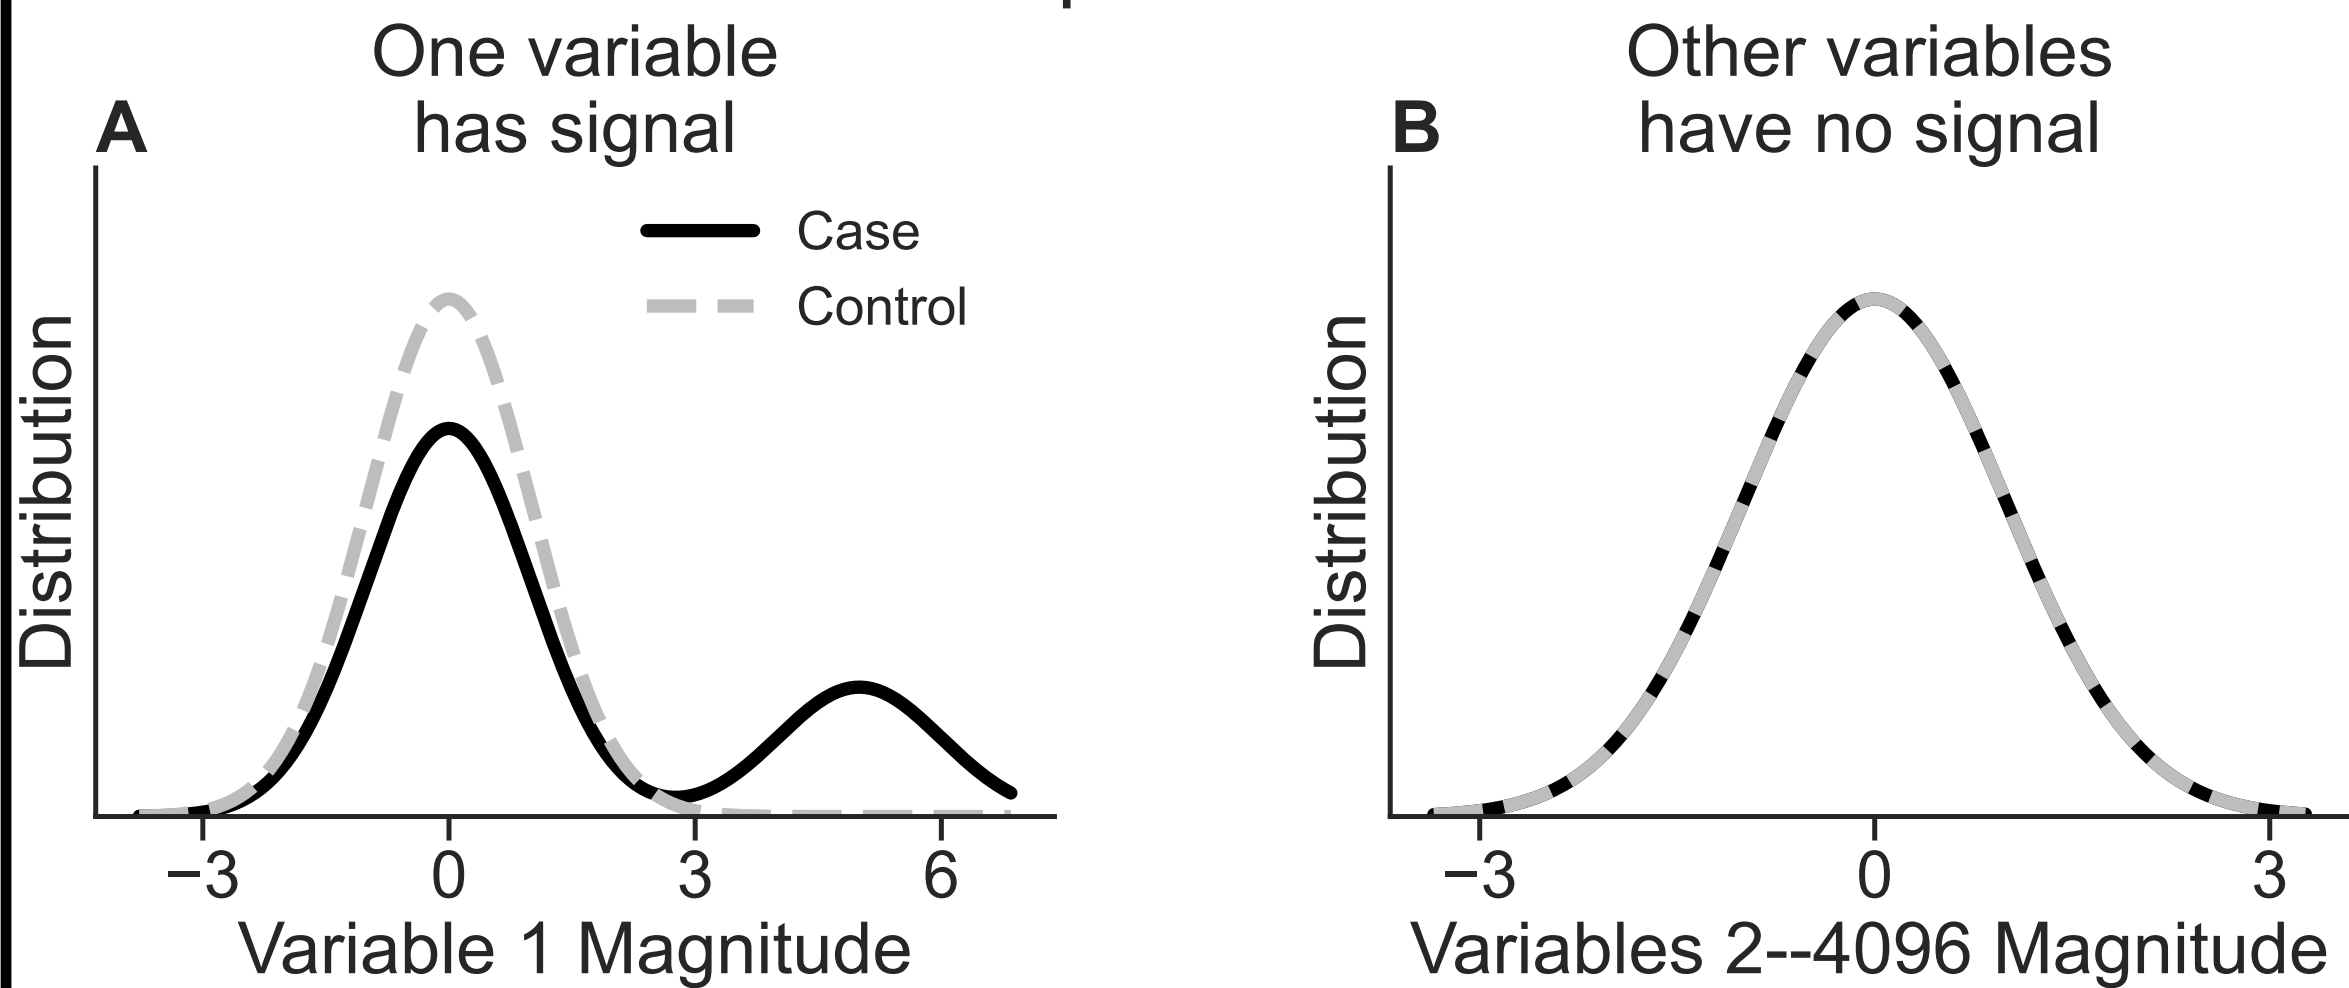 One variable
has signal
A
Case
Control
Distribution
−3 0 3 6
Variable 1 Magnitude
Other variables
have no signal
B
Distribution
−3 0 3
Variables 2--4096 Magnitude